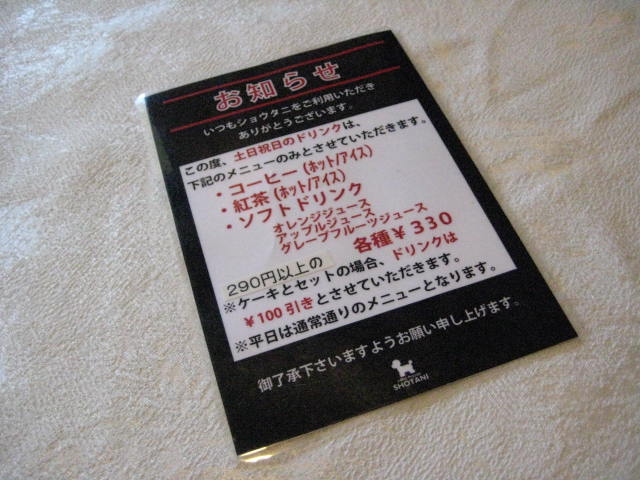 お知らせ
いつもショウタニをご利用いただき
ありがとうございます。
この度、土日祝日のドリンクは、
下記のメニューのみとさせていただきます。
・コーヒー(ホット/アイス)
・紅茶(ホット/アイス)
・ソフトドリンク
オレンジジュース
アップルジュース
グレープフルーツジュース
各種￥330
290円以上の
※ケーキとセットの場合、ドリンクは
￥100引きとさせていただきます。
※平日は通常通りのメニューとなります。
御了承下さいますようお願い申し上げます。
SHOTANI